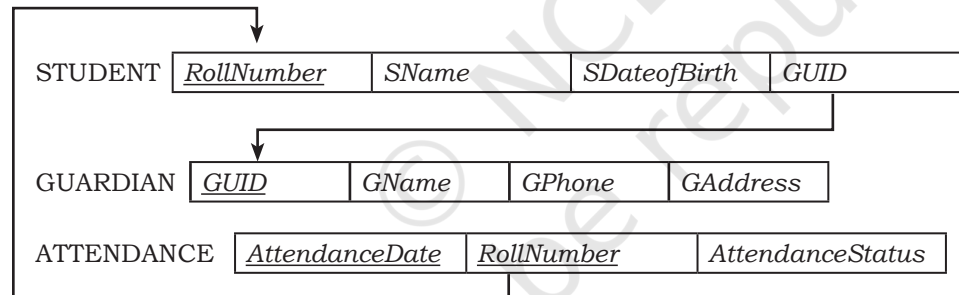 STUDENT RollNumber SName SDateofBirth GUID
GUARDIAN GUID GName GPhone GAddress
ATTENDANCE AttendanceDate RollNumber AttendanceStatus